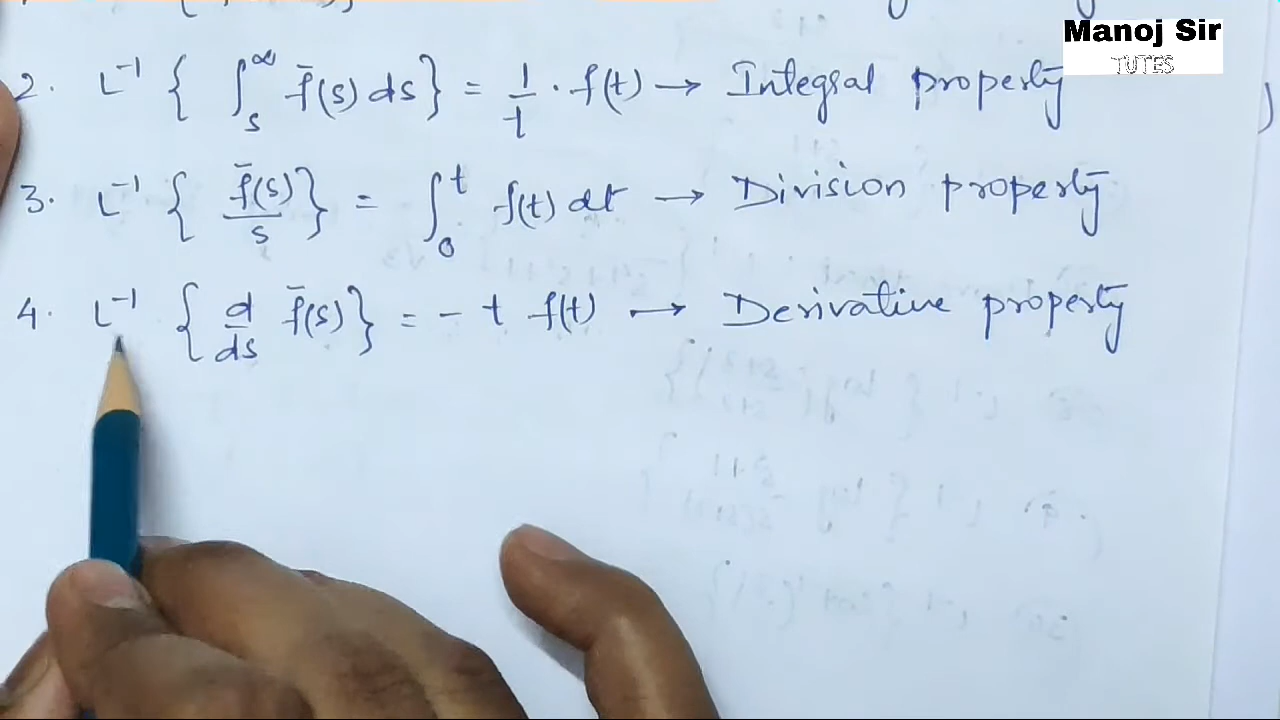 Manoj Sir
TUTES
2. L⁻¹ { ∫ₛ^∞ f̄(s) ds } = 1/t · f(t) → Integral property
3. L⁻¹ { f̄(s)/s } = ∫₀^t f(t) dt → Division property
4. L⁻¹ { d/ds f̄(s) } = - t f(t) → Derivative property